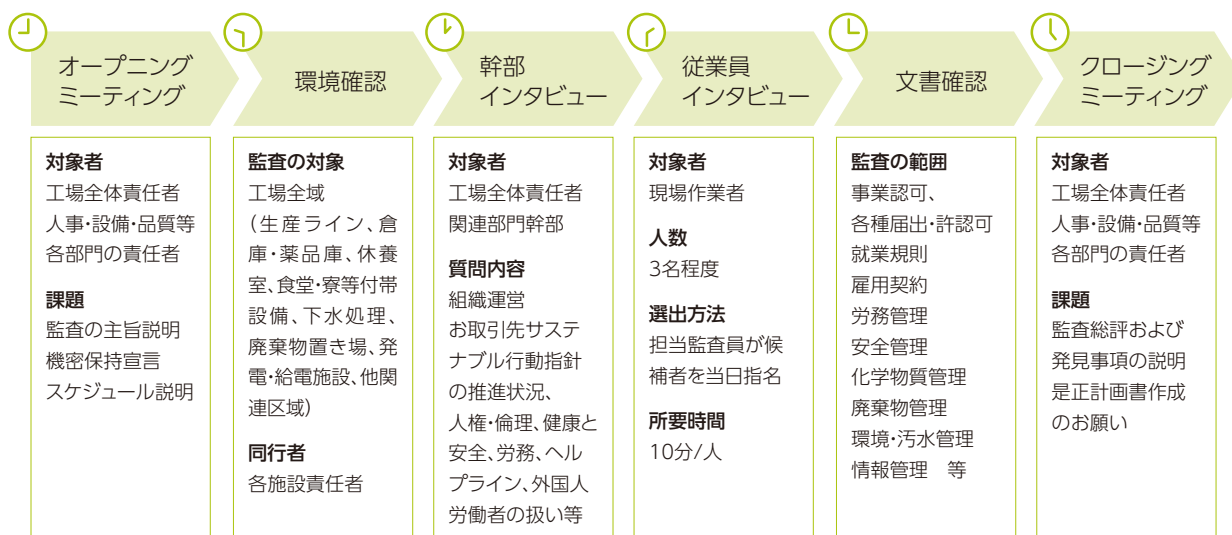 オープニング
ミーティング
環境確認
幹部
インタビュー
従業員
インタビュー
文書確認
クロージング
ミーティング
対象者
工場全体責任者
人事・設備・品質等
各部門の責任者
課題
監査の主旨説明
機密保持宣言
スケジュール説明
監査の対象
工場全域
（生産ライン、倉
庫・薬品庫、休養
室、食堂・寮等付帯
設備、下水処理、
廃棄物置き場、発
電・給電施設、他関
連区域）
同行者
各施設責任者
対象者
工場全体責任者
関連部門幹部
質問内容
組織運営
お取引先サステ
ナブル行動指針
の推進状況、
人権・倫理、健康と
安全、労務、ヘル
プライン、外国人
労働者の扱い等
対象者
現場作業者
人数
3名程度
選出方法
担当監査員が候
補者を当日指名
所要時間
10分/人
監査の範囲
事業認可、
各種届出・許認可
就業規則
雇用契約
労務管理
安全管理
化学物質管理
廃棄物管理
環境・汚水管理
情報管理　等
対象者
工場全体責任者
人事・設備・品質等
各部門の責任者
課題
監査総評および
発見事項の説明
是正計画書作成
のお願い